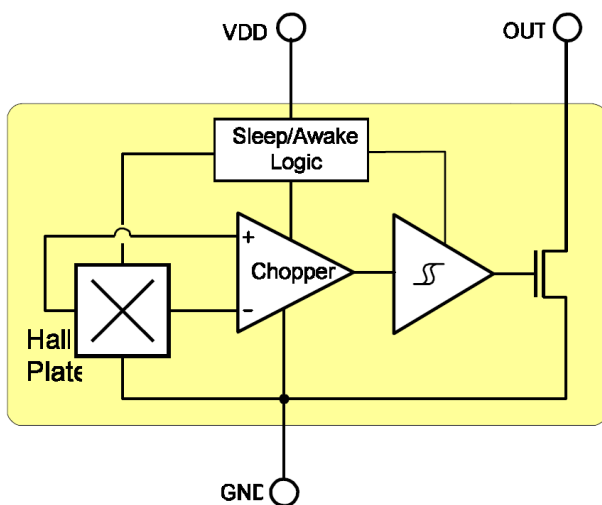 VDD
OUT
Sleep/Awake
Logic
+
Chopper
-
Hall
Plate
GND